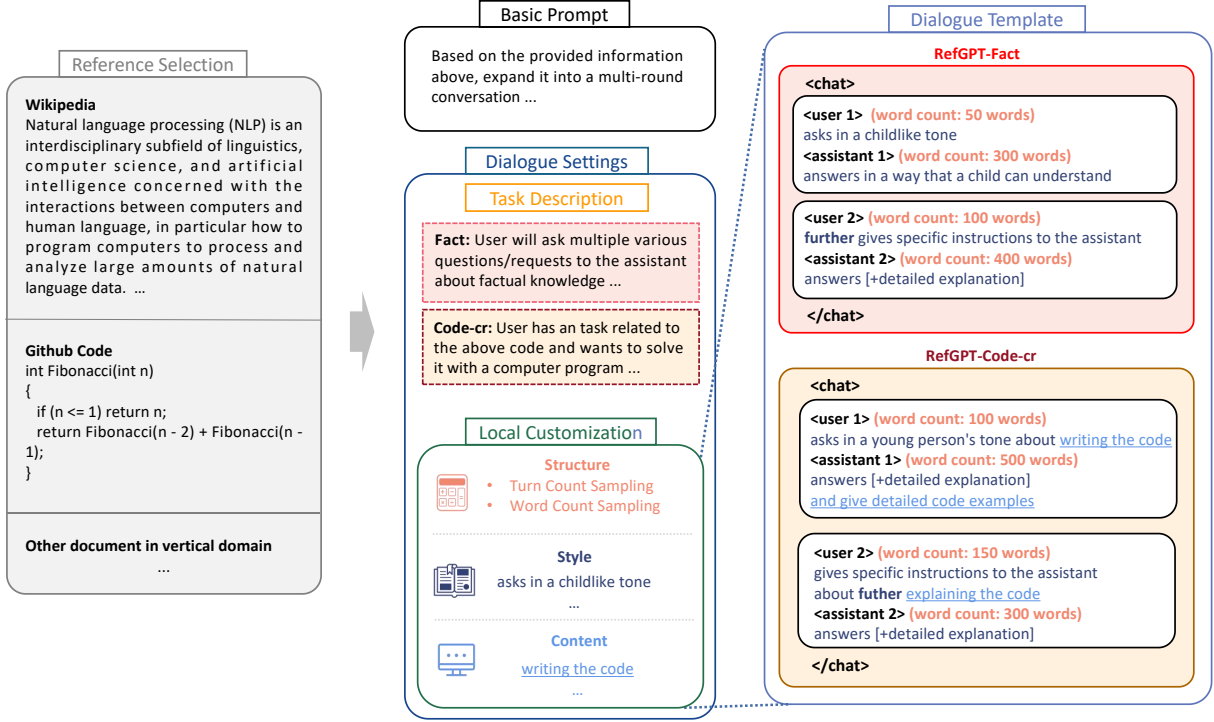 Reference Selection
Wikipedia
Natural language processing (NLP) is an
interdisciplinary subfield of linguistics,
computer science, and artificial
intelligence concerned with the
interactions between computers and
human language, in particular how to
program computers to process and
analyze large amounts of natural
language data. ...
Github Code
int Fibonacci(int n)
{
if (n <= 1) return n;
return Fibonacci(n - 2) + Fibonacci(n -
1);
}
Other document in vertical domain
...
Basic Prompt
Based on the provided information
above, expand it into a multi-round
conversation ...
Dialogue Settings
Task Description
Fact: User will ask multiple various
questions/requests to the assistant
about factual knowledge ...
Code-cr: User has an task related to
the above code and wants to solve
it with a computer program ...
Local Customization
Structure
• Turn Count Sampling
• Word Count Sampling
Style
asks in a childlike tone
...
Content
writing the code
...
Dialogue Template
RefGPT-Fact
<chat>
<user 1> (word count: 50 words)
asks in a childlike tone
<assistant 1> (word count: 300 words)
answers in a way that a child can understand
<user 2> (word count: 100 words)
further gives specific instructions to the assistant
<assistant 2> (word count: 400 words)
answers [+detailed explanation]
</chat>
RefGPT-Code-cr
<chat>
<user 1> (word count: 100 words)
asks in a young person's tone about writing the code
<assistant 1> (word count: 500 words)
answers [+detailed explanation]
and give detailed code examples
<user 2> (word count: 150 words)
gives specific instructions to the assistant
about futher explaining the code
<assistant 2> (word count: 300 words)
answers [+detailed explanation]
</chat>